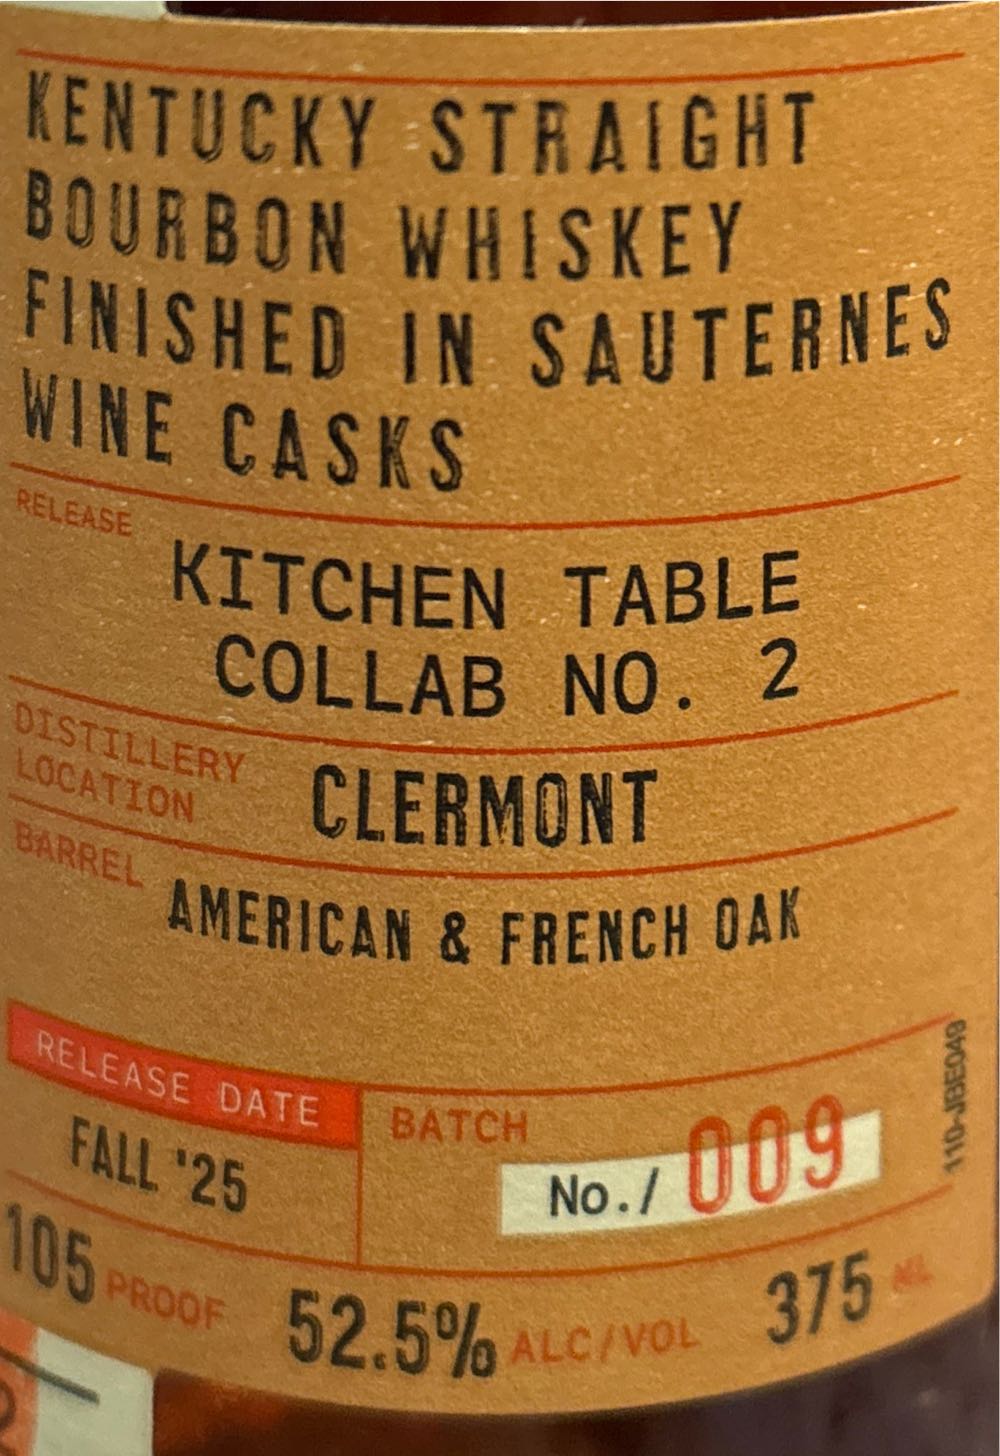 KENTUCKY STRAIGHT
BOURBON WHISKEY
FINISHED IN SAUTERNES
WINE CASKS
RELEASE
KITCHEN TABLE
COLLAB NO. 2
DISTILLERY
LOCATION
CLERMONT
BARREL
AMERICAN & FRENCH OAK
RELEASE DATE
FALL '25
BATCH
No./ 009
110-JBE049
105 PROOF 52.5% ALC/VOL 375 ML